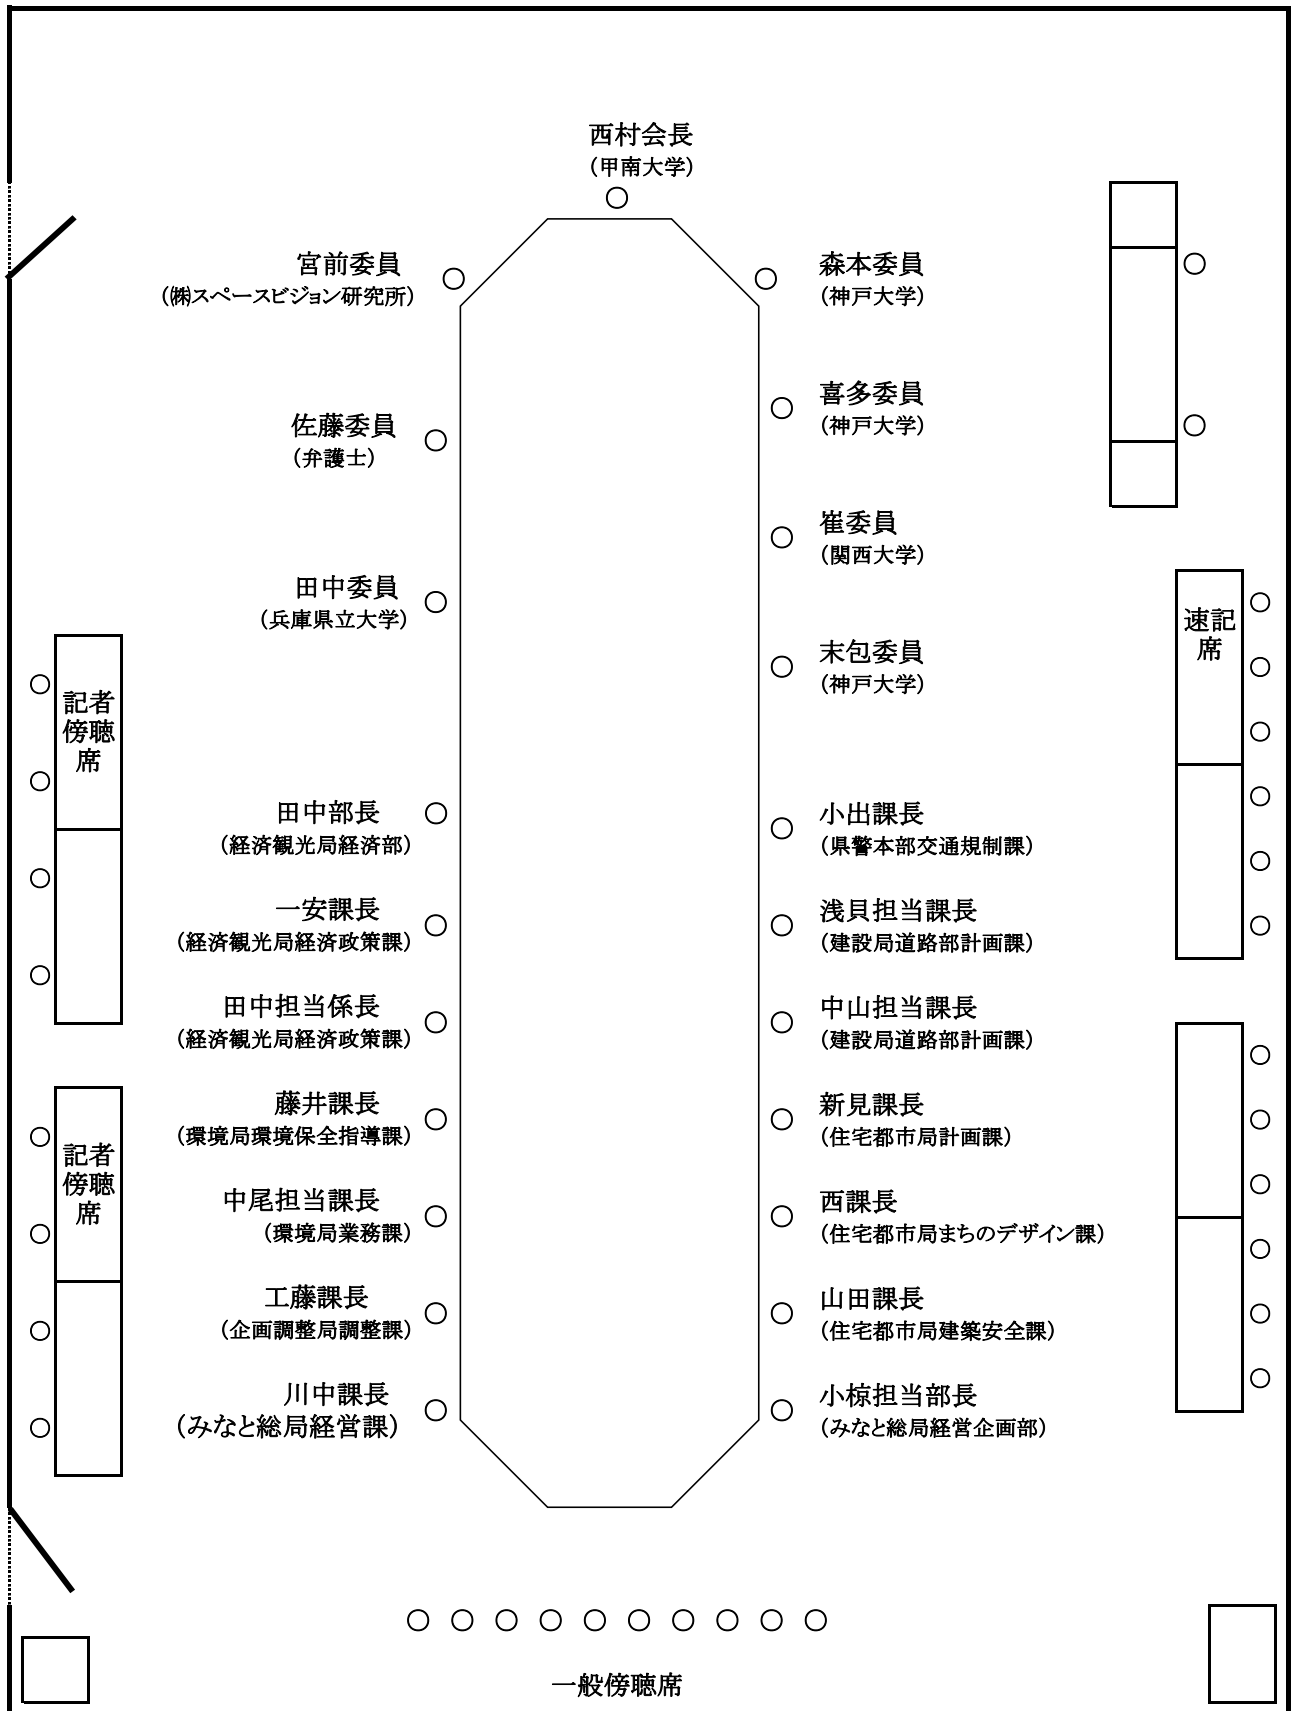 西村会長
（甲南大学）
宮前委員
（㈱スペースビジョン研究所）
佐藤委員
（弁護士）
田中委員
（兵庫県立大学）
田中部長
（経済観光局経済部）
一安課長
（経済観光局経済政策課）
田中担当係長
（経済観光局経済政策課）
藤井課長
（環境局環境保全指導課）
中尾担当課長
（環境局業務課）
工藤課長
（企画調整局調整課）
川中課長
（みなと総局経営課）
森本委員
（神戸大学）
喜多委員
（神戸大学）
崔委員
（関西大学）
末包委員
（神戸大学）
小出課長
（県警本部交通規制課）
浅貝担当課長
（建設局道路部計画課）
中山担当課長
（建設局道路部計画課）
新見課長
（住宅都市局計画課）
西課長
（住宅都市局まちのデザイン課）
山田課長
（住宅都市局建築安全課）
小椋担当部長
（みなと総局経営企画部）
記者
傍聴
席
記者
傍聴
席
速記
席
一般傍聴席